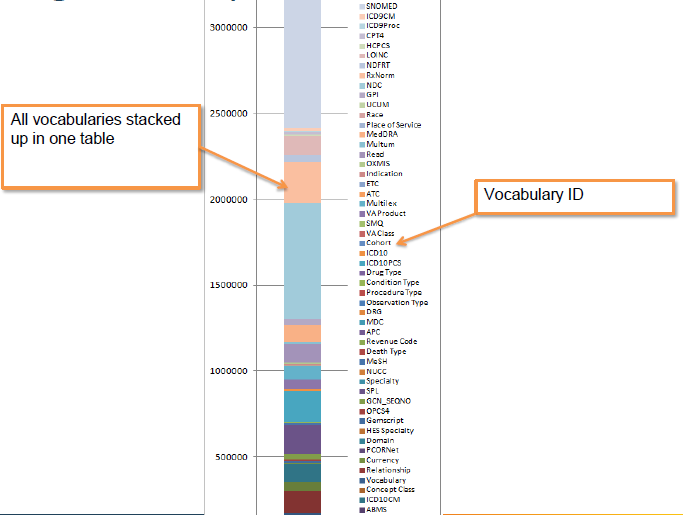 3000000
2500000
2000000
1500000
1000000
500000
All vocabularies stacked
up in one table
SNOMED
ICD9CM
ICD9Proc
CPT4
HCPCS
LOINC
NDFRT
RxNorm
NDC
GPI
UCUM
Race
Place of Service
MedDRA
Multum
Read
OXMIS
Indication
ETC
ATC
Multilex
VA Product
SMQ
VA Class
Cohort
ICD10
ICD10PCS
Drug Type
Condition Type
Procedure Type
Observation Type
DRG
MDC
APC
Revenue Code
Death Type
MeSH
NUCC
Specialty
SPL
GCN_SEQNO
OPCS4
Gemscript
HES Specialty
Domain
PCORNet
Currency
Relationship
Vocabulary
Concept Class
ICD10CM
ABMS
Vocabulary ID